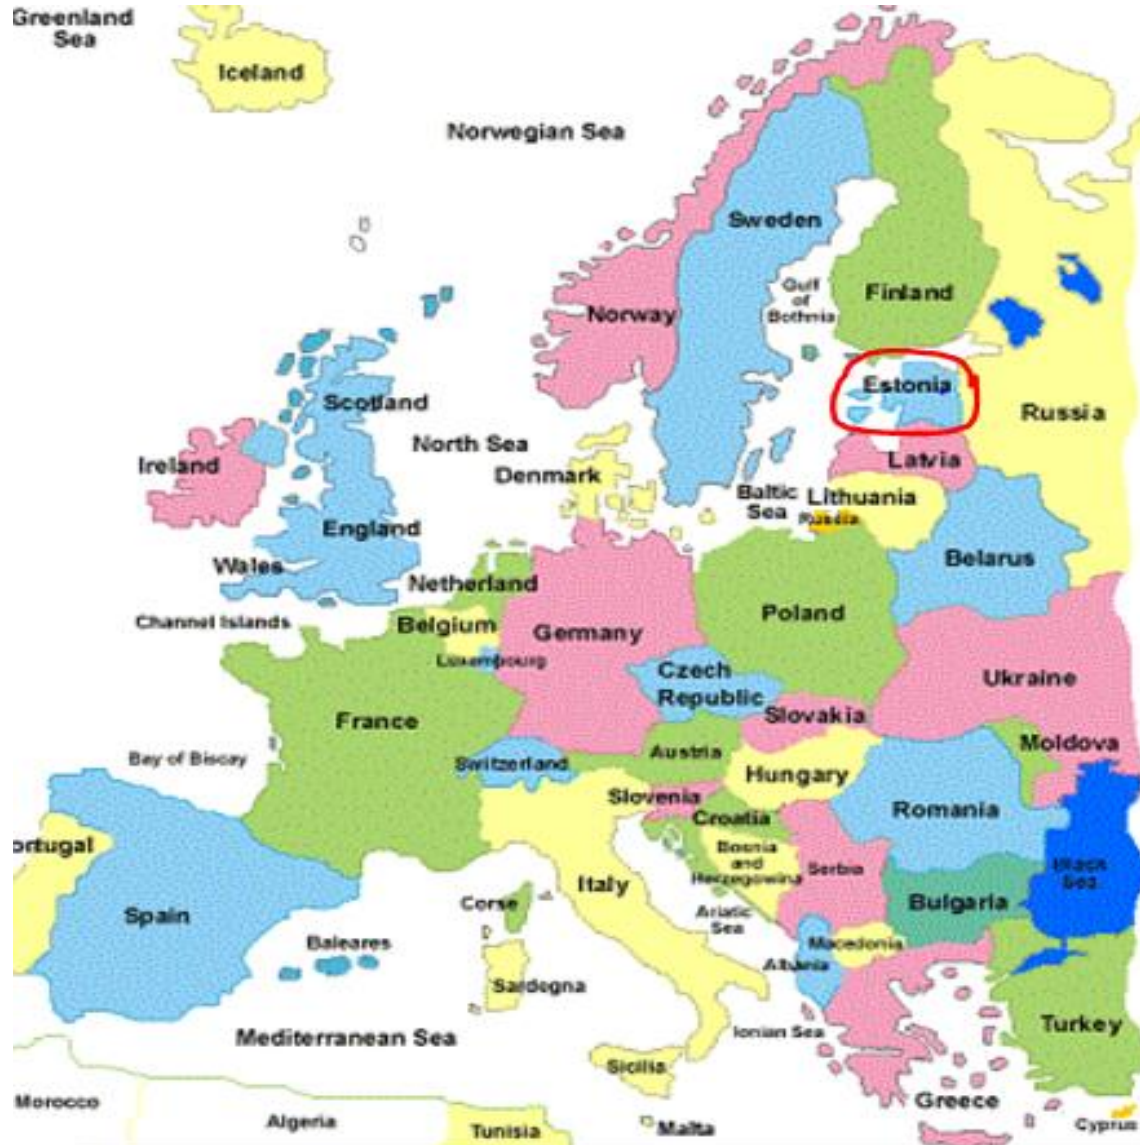 Greenland
Sea
Iceland
Norwegian Sea
Sweden
Gulf
of
Bothnia
Finland
Norway
Estonia
Russia
Scotland
North Sea
Ireland
Denmark
Latvia
Baltic
Sea
Lithuania
Russia
England
Wales
Belarus
Netherland
Channel Islands
Belgium
Germany
Poland
Luxembourg
Czech
Republic
Ukraine
France
Slovakia
Moldova
Bay of Biscay
Switzerland
Austria
Hungary
Slovenia
Romania
Croatia
ortugal
Bosnia
and
Herzegowina
Serbia
Black
Sea
Italy
Spain
Corse
Bulgaria
Ariatic
Sea
Baleares
Macedonia
Albania
Sardegna
Mediterranean Sea
Ionian Sea
Turkey
Sicilia
Morocco
Algeria
Tunisia
Malta
Greece
Cyprus